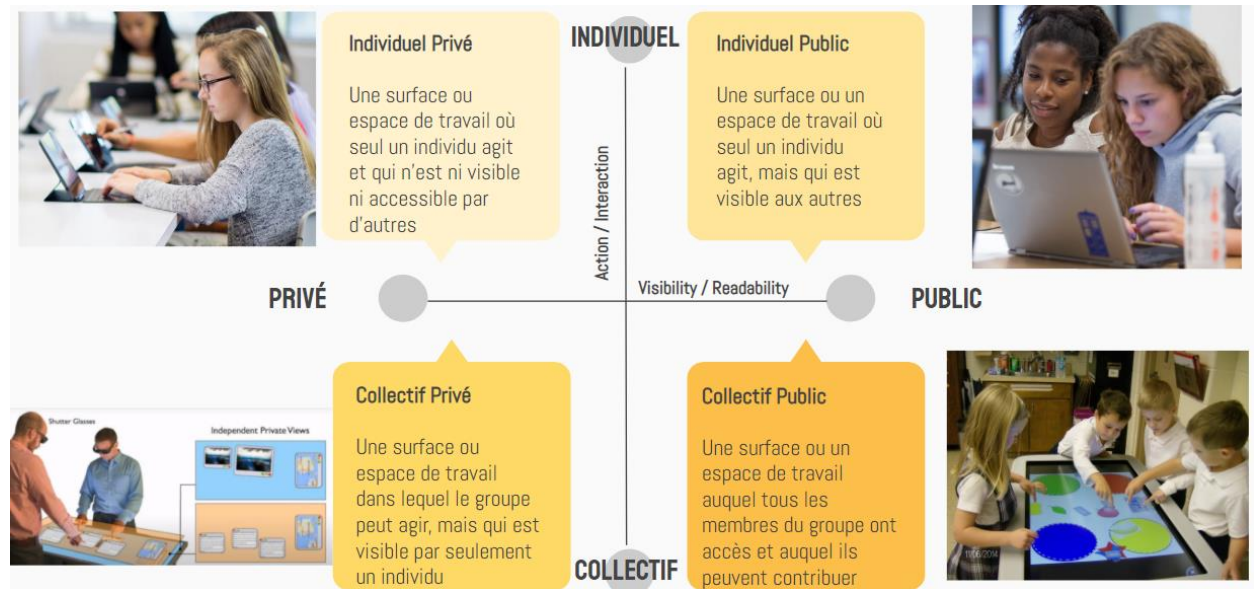 INDIVIDUEL
Individuel Privé
Une surface ou
espace de travail où
seul un individu agit
et qui n'est ni visible
ni accessible par
d'autres
Individuel Public
Une surface ou un
espace de travail où
seul un individu
agit, mais qui est
visible aux autres
Action / Interaction
Visibility / Readability
PRIVÉ
PUBLIC
Shutter Glasses
Independent Private Views
Collectif Privé
Une surface ou
espace de travail
dans lequel le groupe
peut agir, mais qui est
visible par seulement
un individu
Collectif Public
Une surface ou un
espace de travail
auquel tous les
membres du groupe ont
accès et auquel ils
peuvent contribuer
COLLECTIF